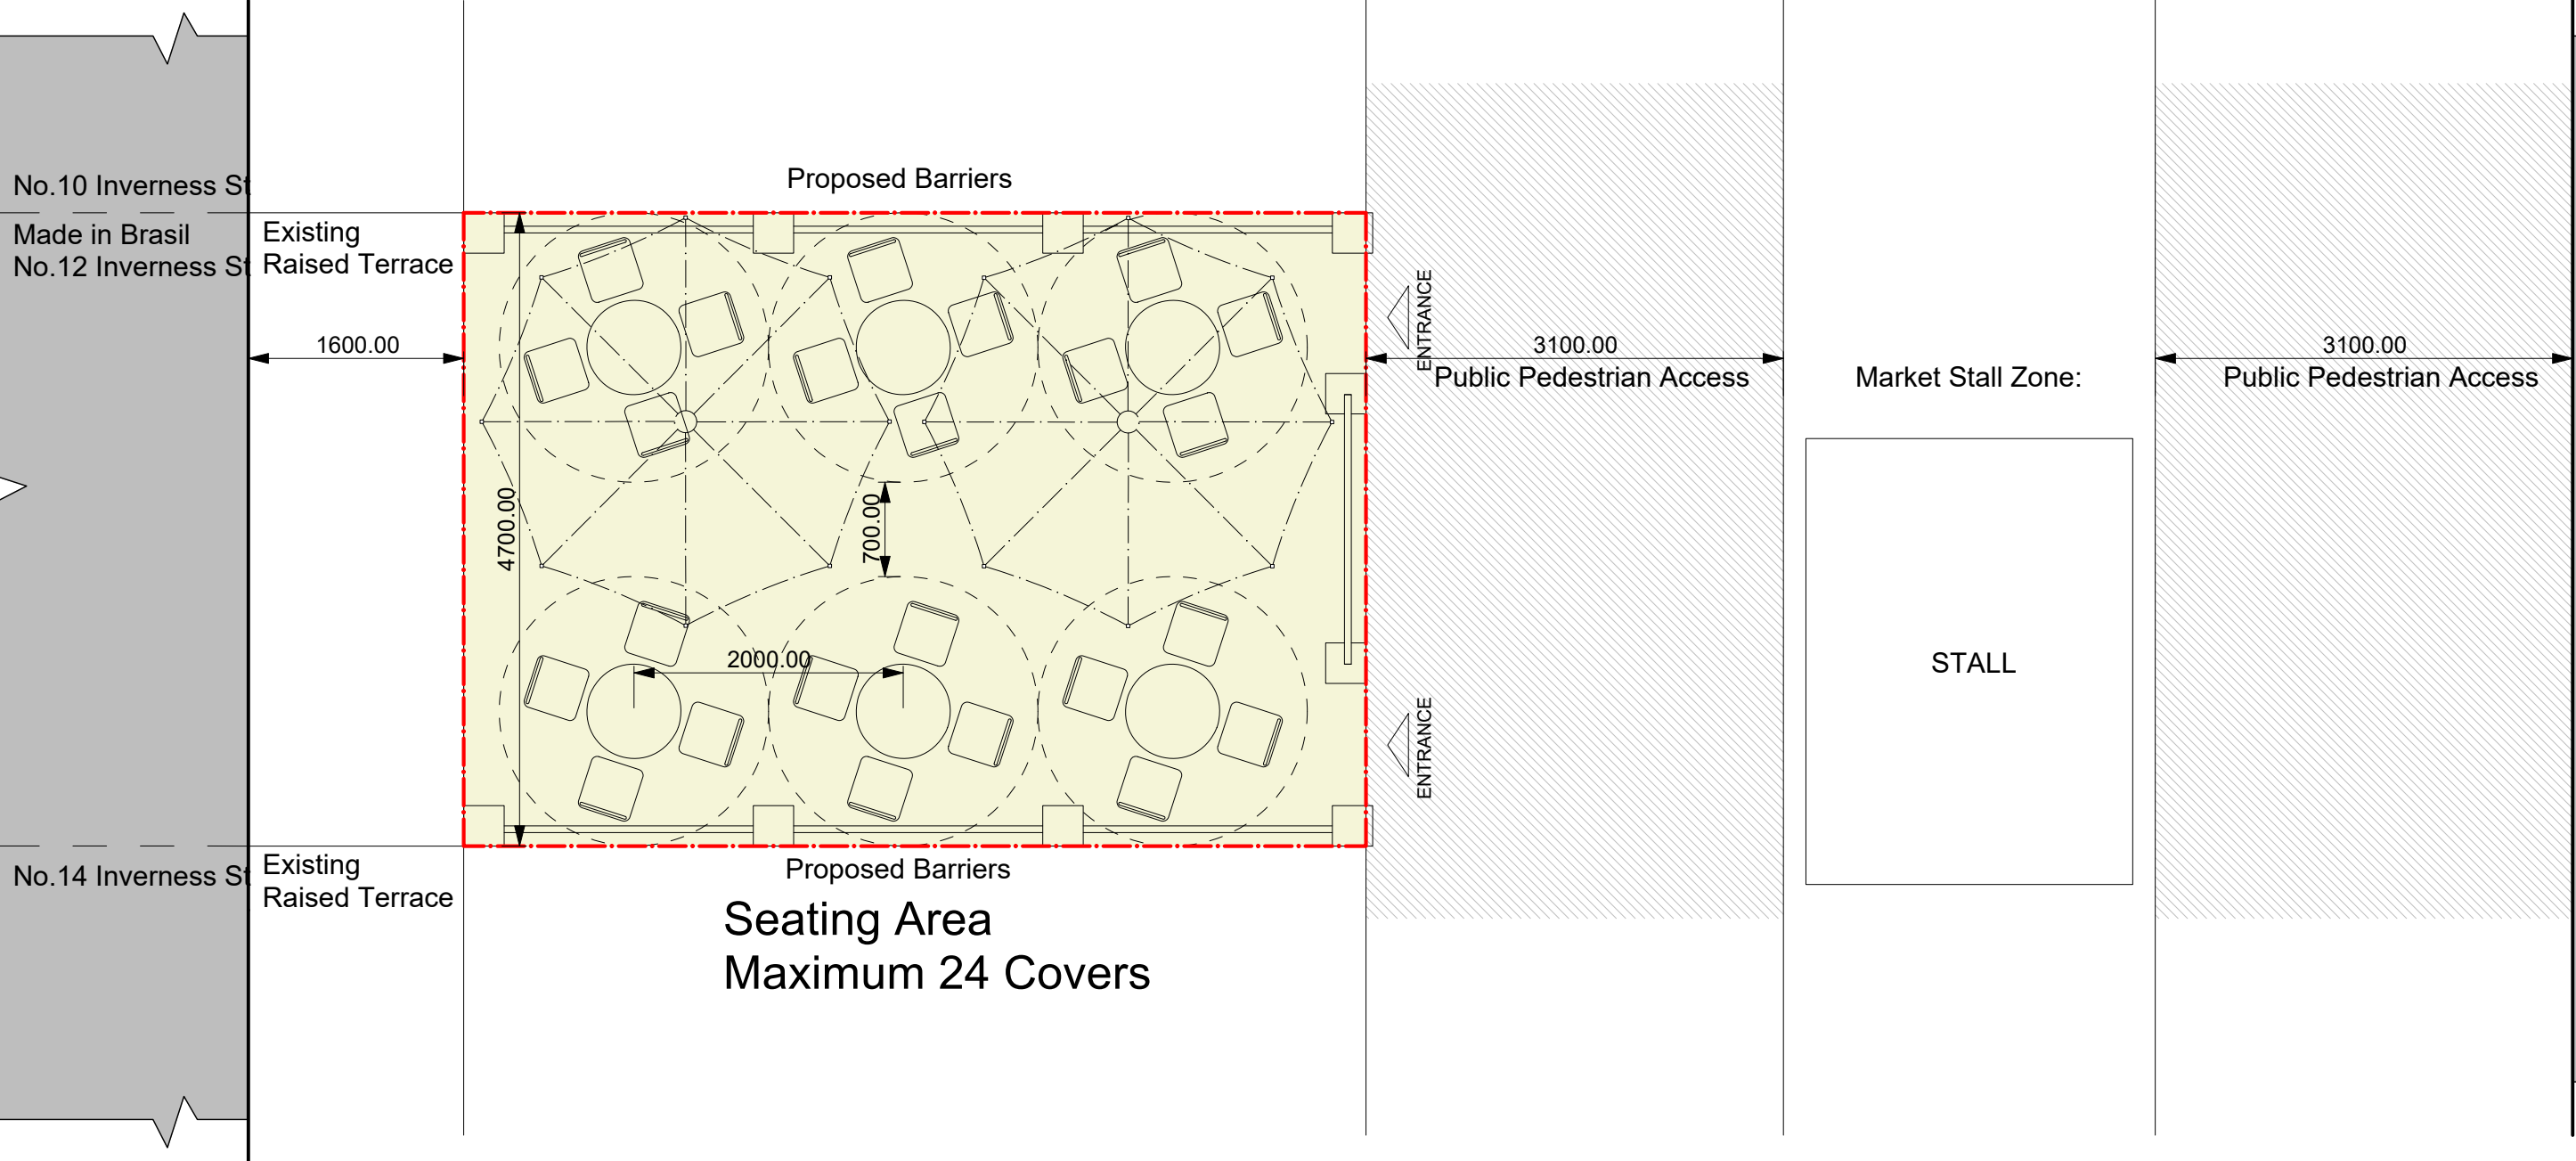 Proposed Barriers
No.10 Inverness St
Made in Brasil
No.12 Inverness St
Existing
Raised Terrace
1600.00
4700.00
700.00
2000.00
ENTRANCE
3100.00
Public Pedestrian Access
Market Stall Zone:
3100.00
Public Pedestrian Access
STALL
ENTRANCE
No.14 Inverness St
Existing
Raised Terrace
Proposed Barriers
Seating Area
Maximum 24 Covers